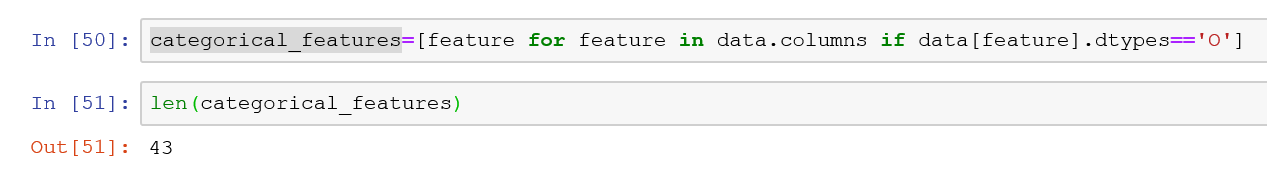 In [50]: categorical_features=[feature for feature in data.columns if data[feature].dtypes=='O']
In [51]: len(categorical_features)
Out[51]: 43